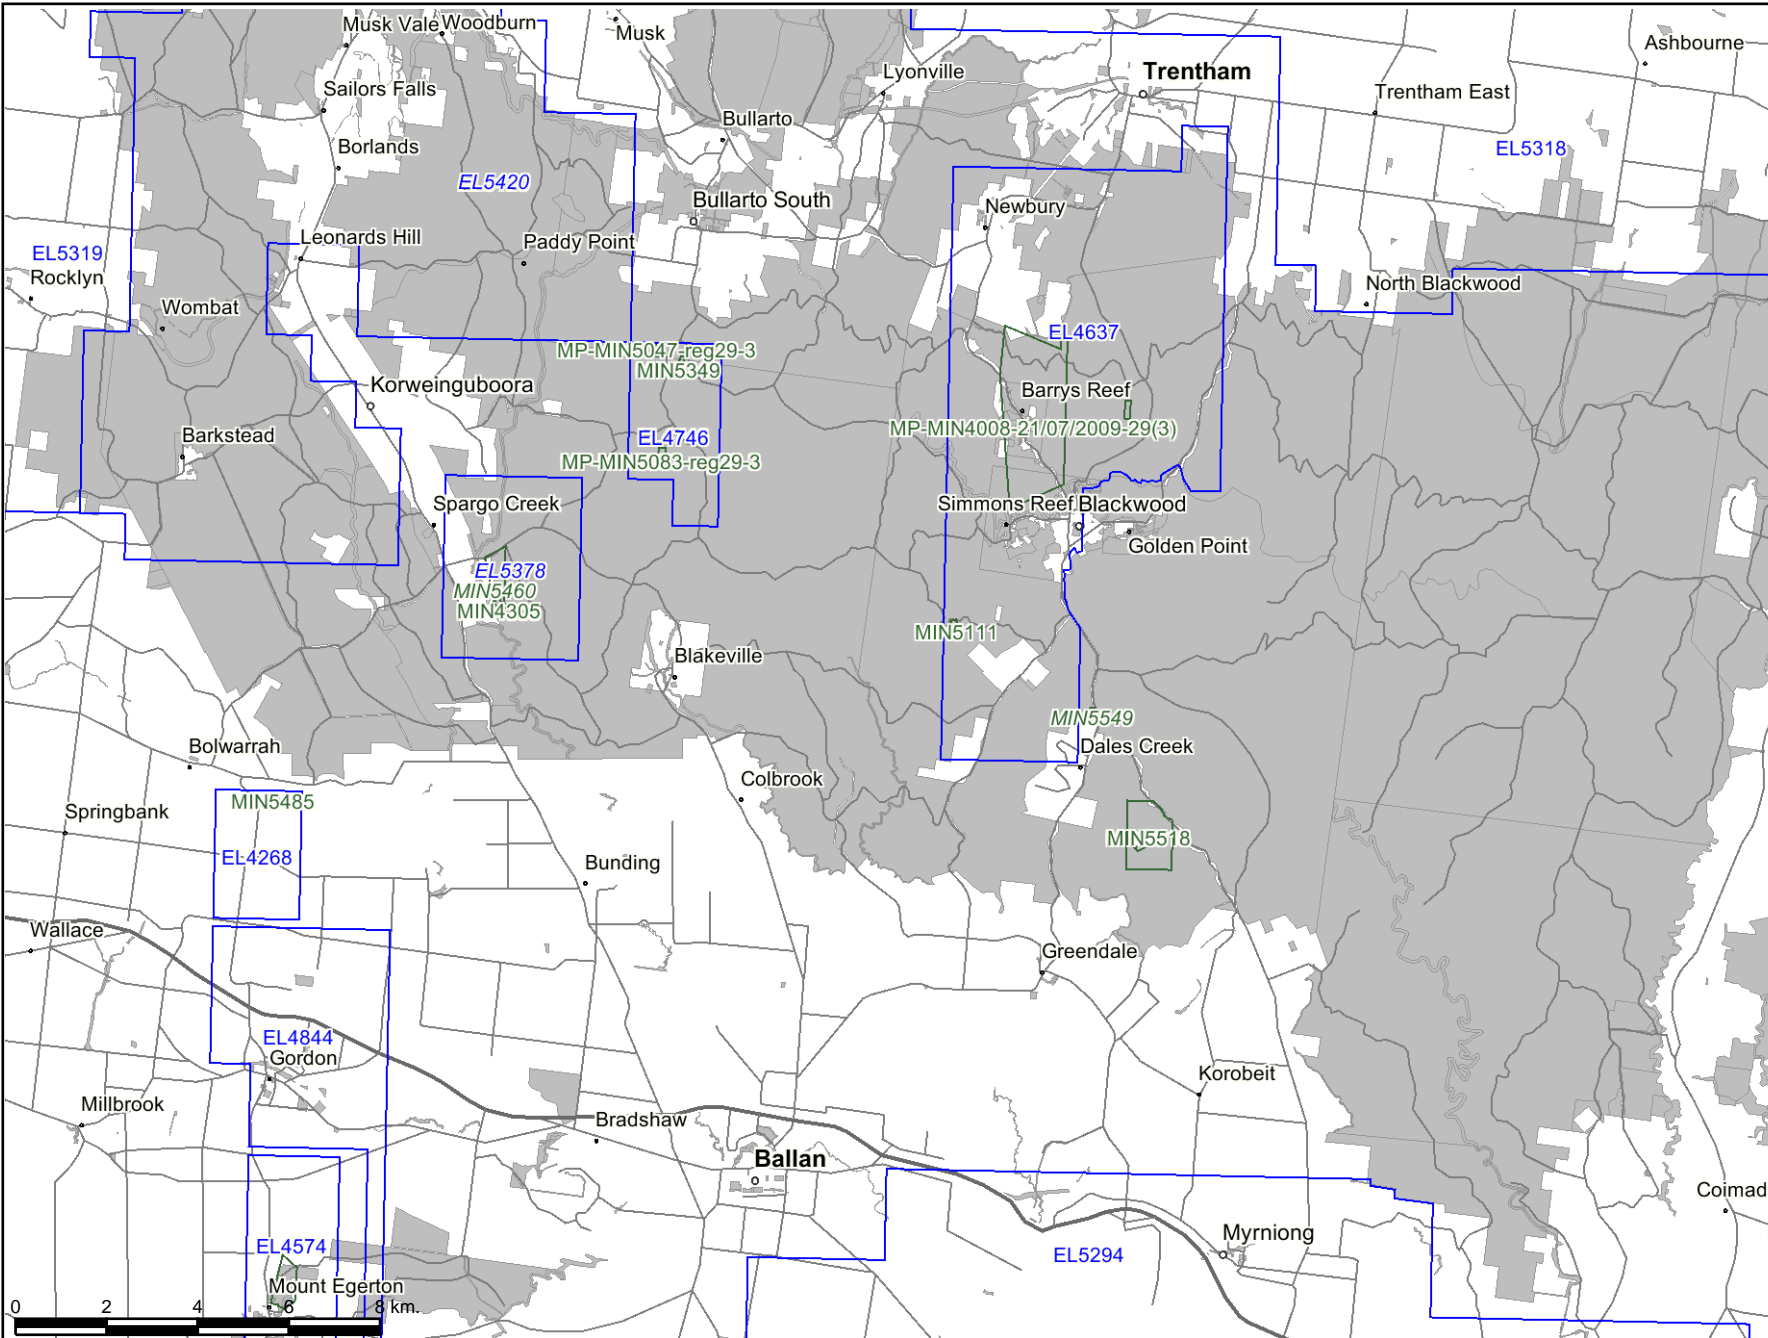 Musk Vale
Woodburn
Musk
Ashbourne
Lyonville
Trentham
Sailors Falls
Trentham East
Bullarto
Borlands
EL5318
EL5420
Bullarto South
Newbury
Leonards Hill
Paddy Point
EL5319
Rocklyn
North Blackwood
Wombat
EL4637
MP-MIN5047-reg29-3
MIN5349
Korweinguboora
Barrys Reef
MP-MIN4008-21/07/2009-29(3)
Barkstead
EL4746
MP-MIN5083-reg29-3
Spargo Creek
Simmons Reef
Blackwood
Golden Point
EL5378
MIN5460
MIN4305
MIN5111
Blakeville
MIN5549
Bolwarrah
Dales Creek
Colbrook
MIN5485
Springbank
MIN5518
EL4268
Bunding
Wallace
Greendale
EL4844
Gordon
Korobeit
Millbrook
Bradshaw
Ballan
Coimad
Myrniong
EL4574
EL5294
Mount Egerton
0 2 4 6 8 km.